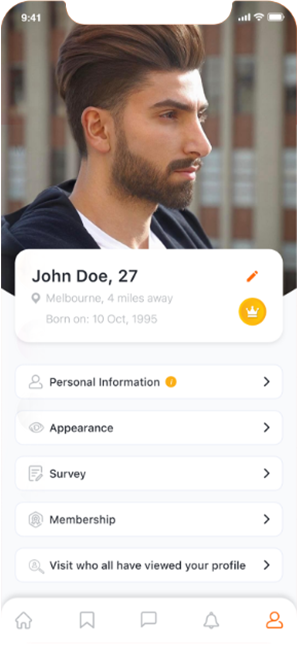 9:41
John Doe, 27
Melbourne, 4 miles away
Born on: 10 Oct, 1995
Personal Information
Appearance
Survey
Membership
Visit who all have viewed your profile